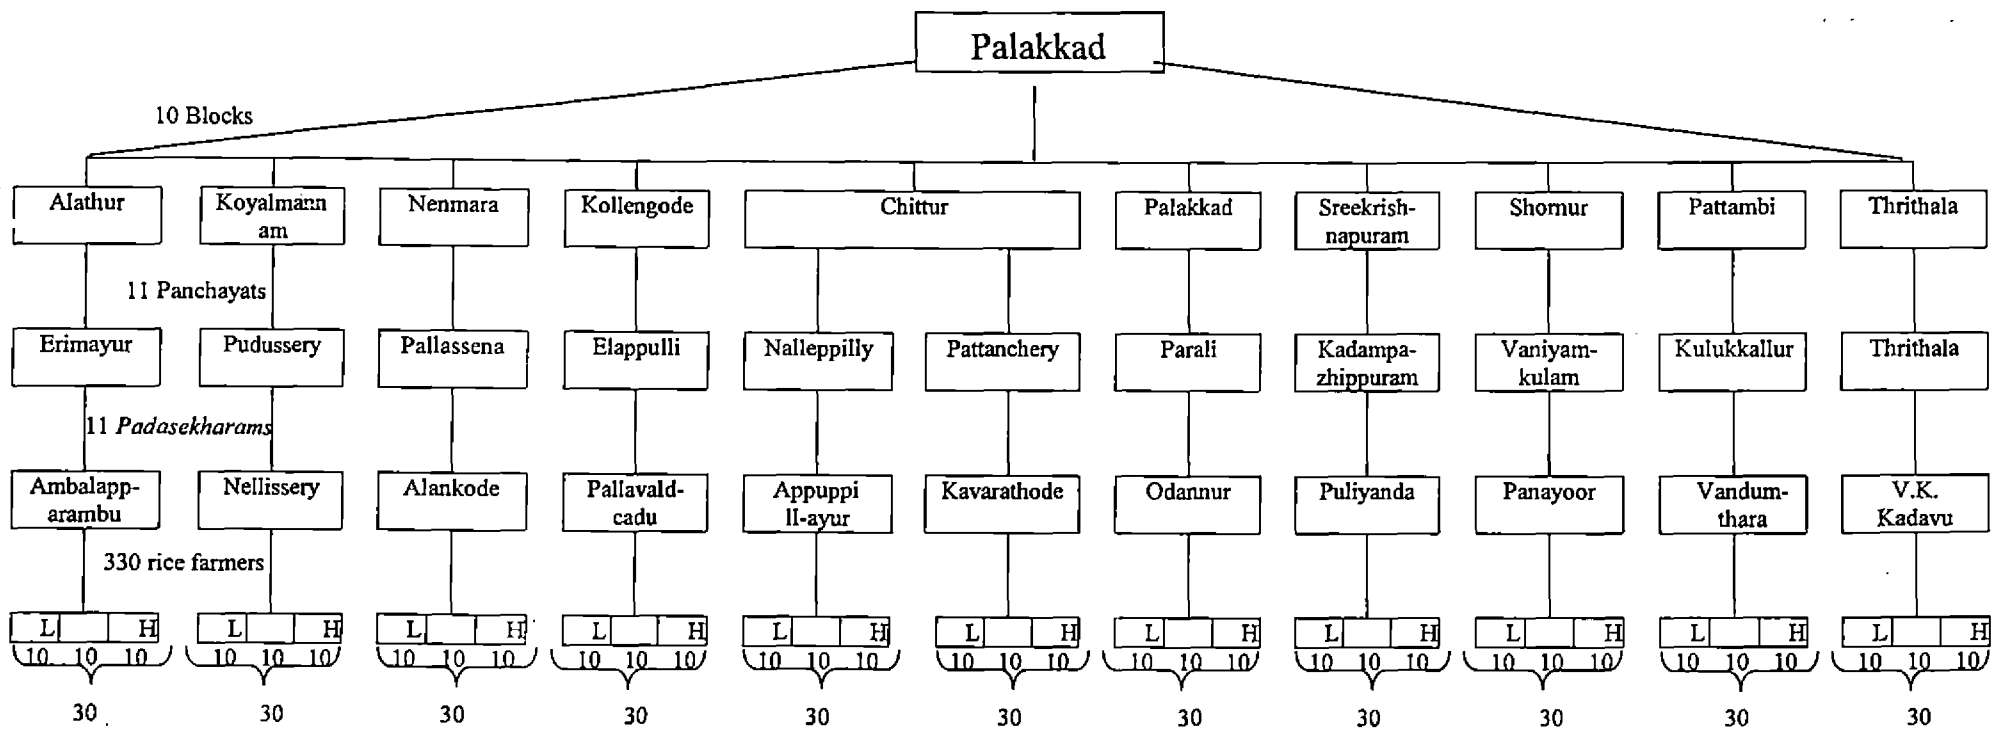 Palakkad
10 Blocks
Alathur
Koyalmann
am
Nenmara
Kollengode
Chittur
Palakkad
Sreekrish-
napuram
Shornur
Pattambi
Thrithala
11 Panchayats
Erimayur
Pudussery
Pallassena
Elappulli
Nalleppilly
Pattanchery
Parali
Kadampa-
zhippuram
Vaniyam-
kulam
Kulukkallur
Thrithala
11 Padasekharams
Ambalapp-
arambu
Nellissery
Alankode
Pallavald-
cadu
Appuppi
ll-ayur
Kavarathode
Odannur
Puliyanda
Panayoor
Vandum-
thara
V.K.
Kadavu
330 rice farmers
L H L H L H L H L H L H L H L H L H L H L H
10 10 10 10 10 10 10 10 10 10 10 10 10 10 10 10 10 10 10 10 10 10 10 10 10 10 10 10 10 10 10 10 10
30 30 30 30 30 30 30 30 30 30 30